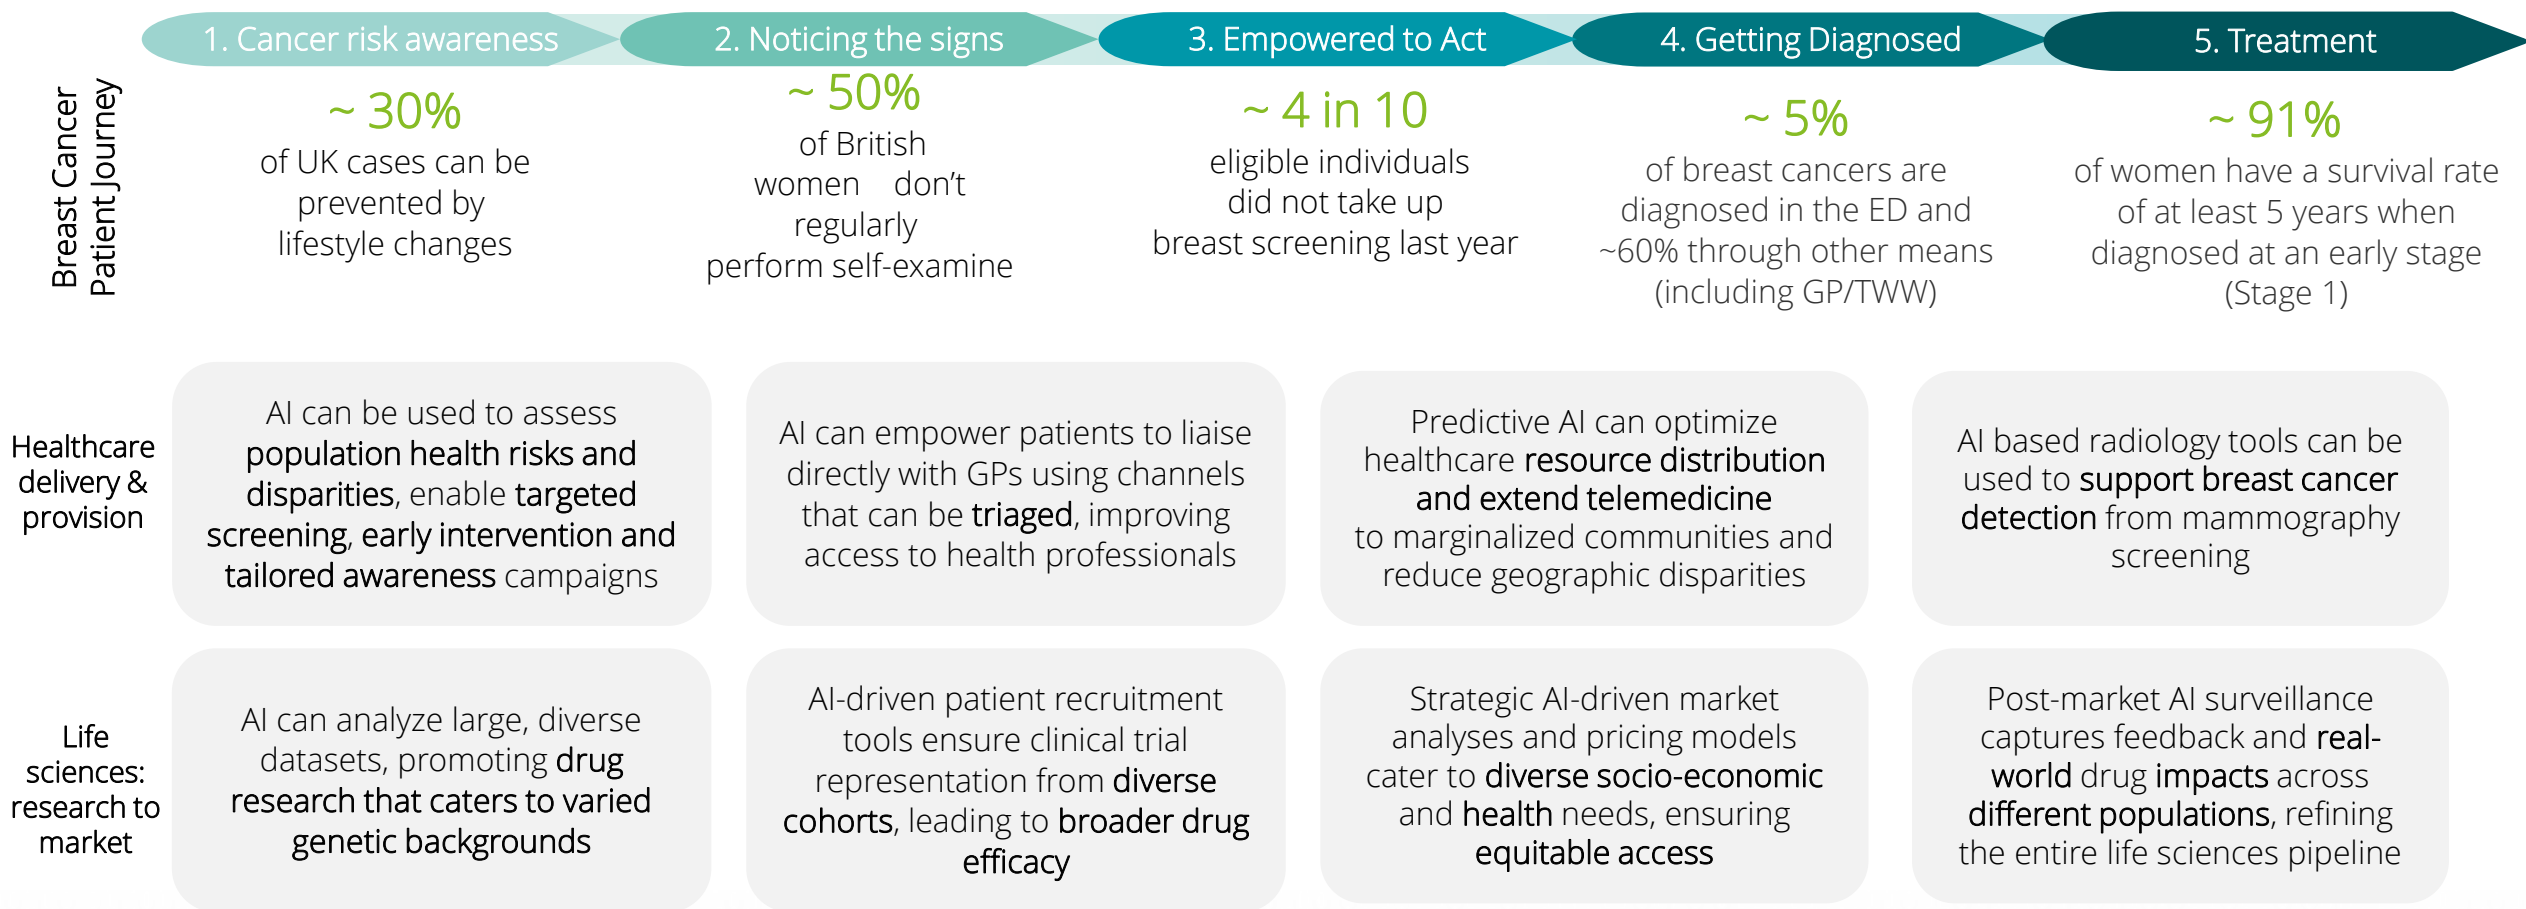 1. Cancer risk awareness
2. Noticing the signs
3. Empowered to Act
4. Getting Diagnosed
5. Treatment
Breast Cancer
Patient Journey
~ 30%
of UK cases can be
prevented by
lifestyle changes
~ 50%
of British
women don’t
regularly
perform self-examine
~ 4 in 10
eligible individuals
did not take up
breast screening last year
~ 5%
of breast cancers are
diagnosed in the ED and
~60% through other means
(including GP/TWW)
~ 91%
of women have a survival rate
of at least 5 years when
diagnosed at an early stage
(Stage 1)
Healthcare
delivery &
provision
AI can be used to assess
population health risks and
disparities, enable targeted
screening, early intervention and
tailored awareness campaigns
AI can empower patients to liaise
directly with GPs using channels
that can be triaged, improving
access to health professionals
Predictive AI can optimize
healthcare resource distribution
and extend telemedicine
to marginalized communities and
reduce geographic disparities
AI based radiology tools can be
used to support breast cancer
detection from mammography
screening
Life
sciences:
research to
market
AI can analyze large, diverse
datasets, promoting drug
research that caters to varied
genetic backgrounds
AI-driven patient recruitment
tools ensure clinical trial
representation from diverse
cohorts, leading to broader drug
efficacy
Strategic AI-driven market
analyses and pricing models
cater to diverse socio-economic
and health needs, ensuring
equitable access
Post-market AI surveillance
captures feedback and real-
world drug impacts across
different populations, refining
the entire life sciences pipeline